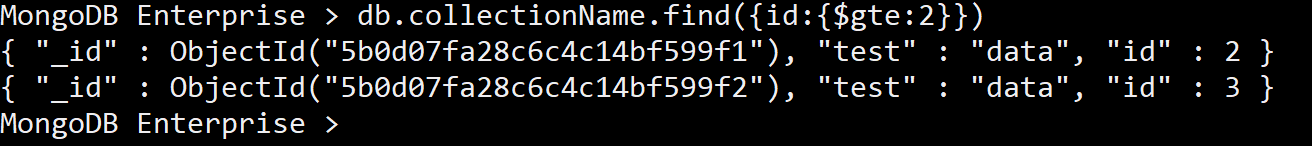 MongoDB Enterprise > db.collectionName.find({id:{$gte:2}})
{ "_id" : ObjectId("5b0d07fa28c6c4c14bf599f1"), "test" : "data", "id" : 2 }
{ "_id" : ObjectId("5b0d07fa28c6c4c14bf599f2"), "test" : "data", "id" : 3 }
MongoDB Enterprise >